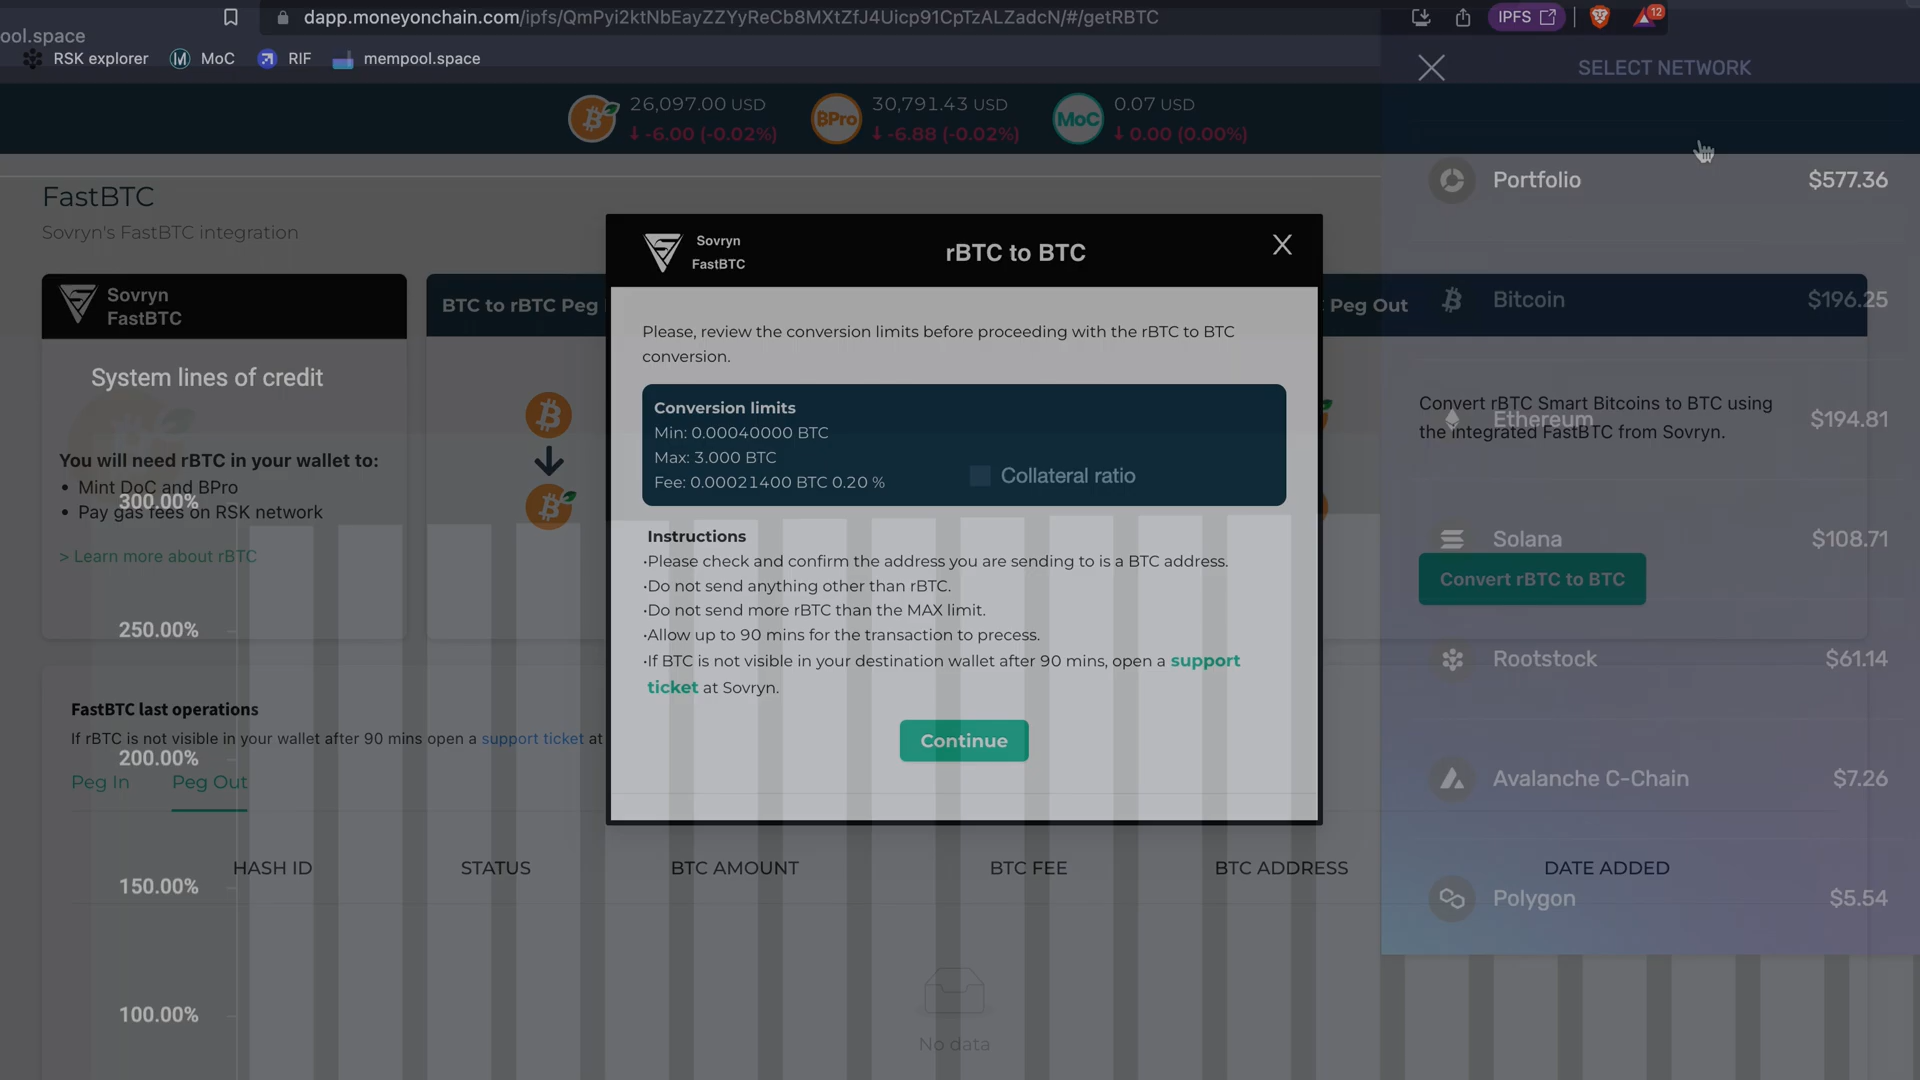 dapp.moneyonchain.com/ipfs/QmPyi2ktNbEayZZYyReCb8MXtZfJ4Uicp91CpTzALZadcN/#/getRBTC
IPFS
12
ool.space
RSK explorer
MoC
RIF
mempool.space
SELECT NETWORK
26,097.00 USD
-6.00 (-0.02%)
BPro
30,791.43 USD
-6.88 (-0.02%)
MoC
0.07 USD
0.00 (0.00%)
Portfolio
$577.36
FastBTC
Sovryn's FastBTC integration
Sovryn
FastBTC
rBTC to BTC
Sovryn
FastBTC
BTC to rBTC Peg
Peg Out
Bitcoin
$196.25
Please, review the conversion limits before proceeding with the rBTC to BTC
conversion.
System lines of credit
Conversion limits
Min: 0.00040000 BTC
Max: 3.000 BTC
Fee: 0.00021400 BTC 0.20 %
Collateral ratio
Convert rBTC Smart Bitcoins to BTC using
the integrated FastBTC from Sovryn.
Ethereum
$194.81
You will need rBTC in your wallet to:
• Mint DoC and BPro
300.00%
• Pay gas fees on RSK network
> Learn more about rBTC
Instructions
•Please check and confirm the address you are sending to is a BTC address.
•Do not send anything other than rBTC.
•Do not send more rBTC than the MAX limit.
•Allow up to 90 mins for the transaction to precess.
•If BTC is not visible in your destination wallet after 90 mins, open a support
ticket at Sovryn.
Continue
Solana
$108.71
Convert rBTC to BTC
250.00%
Rootstock
$61.14
FastBTC last operations
If rBTC is not visible in your wallet after 90 mins open a support ticket at
200.00%
Peg In
Peg Out
Avalanche C-Chain
$7.26
HASH ID
STATUS
BTC AMOUNT
BTC FEE
BTC ADDRESS
DATE ADDED
150.00%
Polygon
$5.54
100.00%
No data